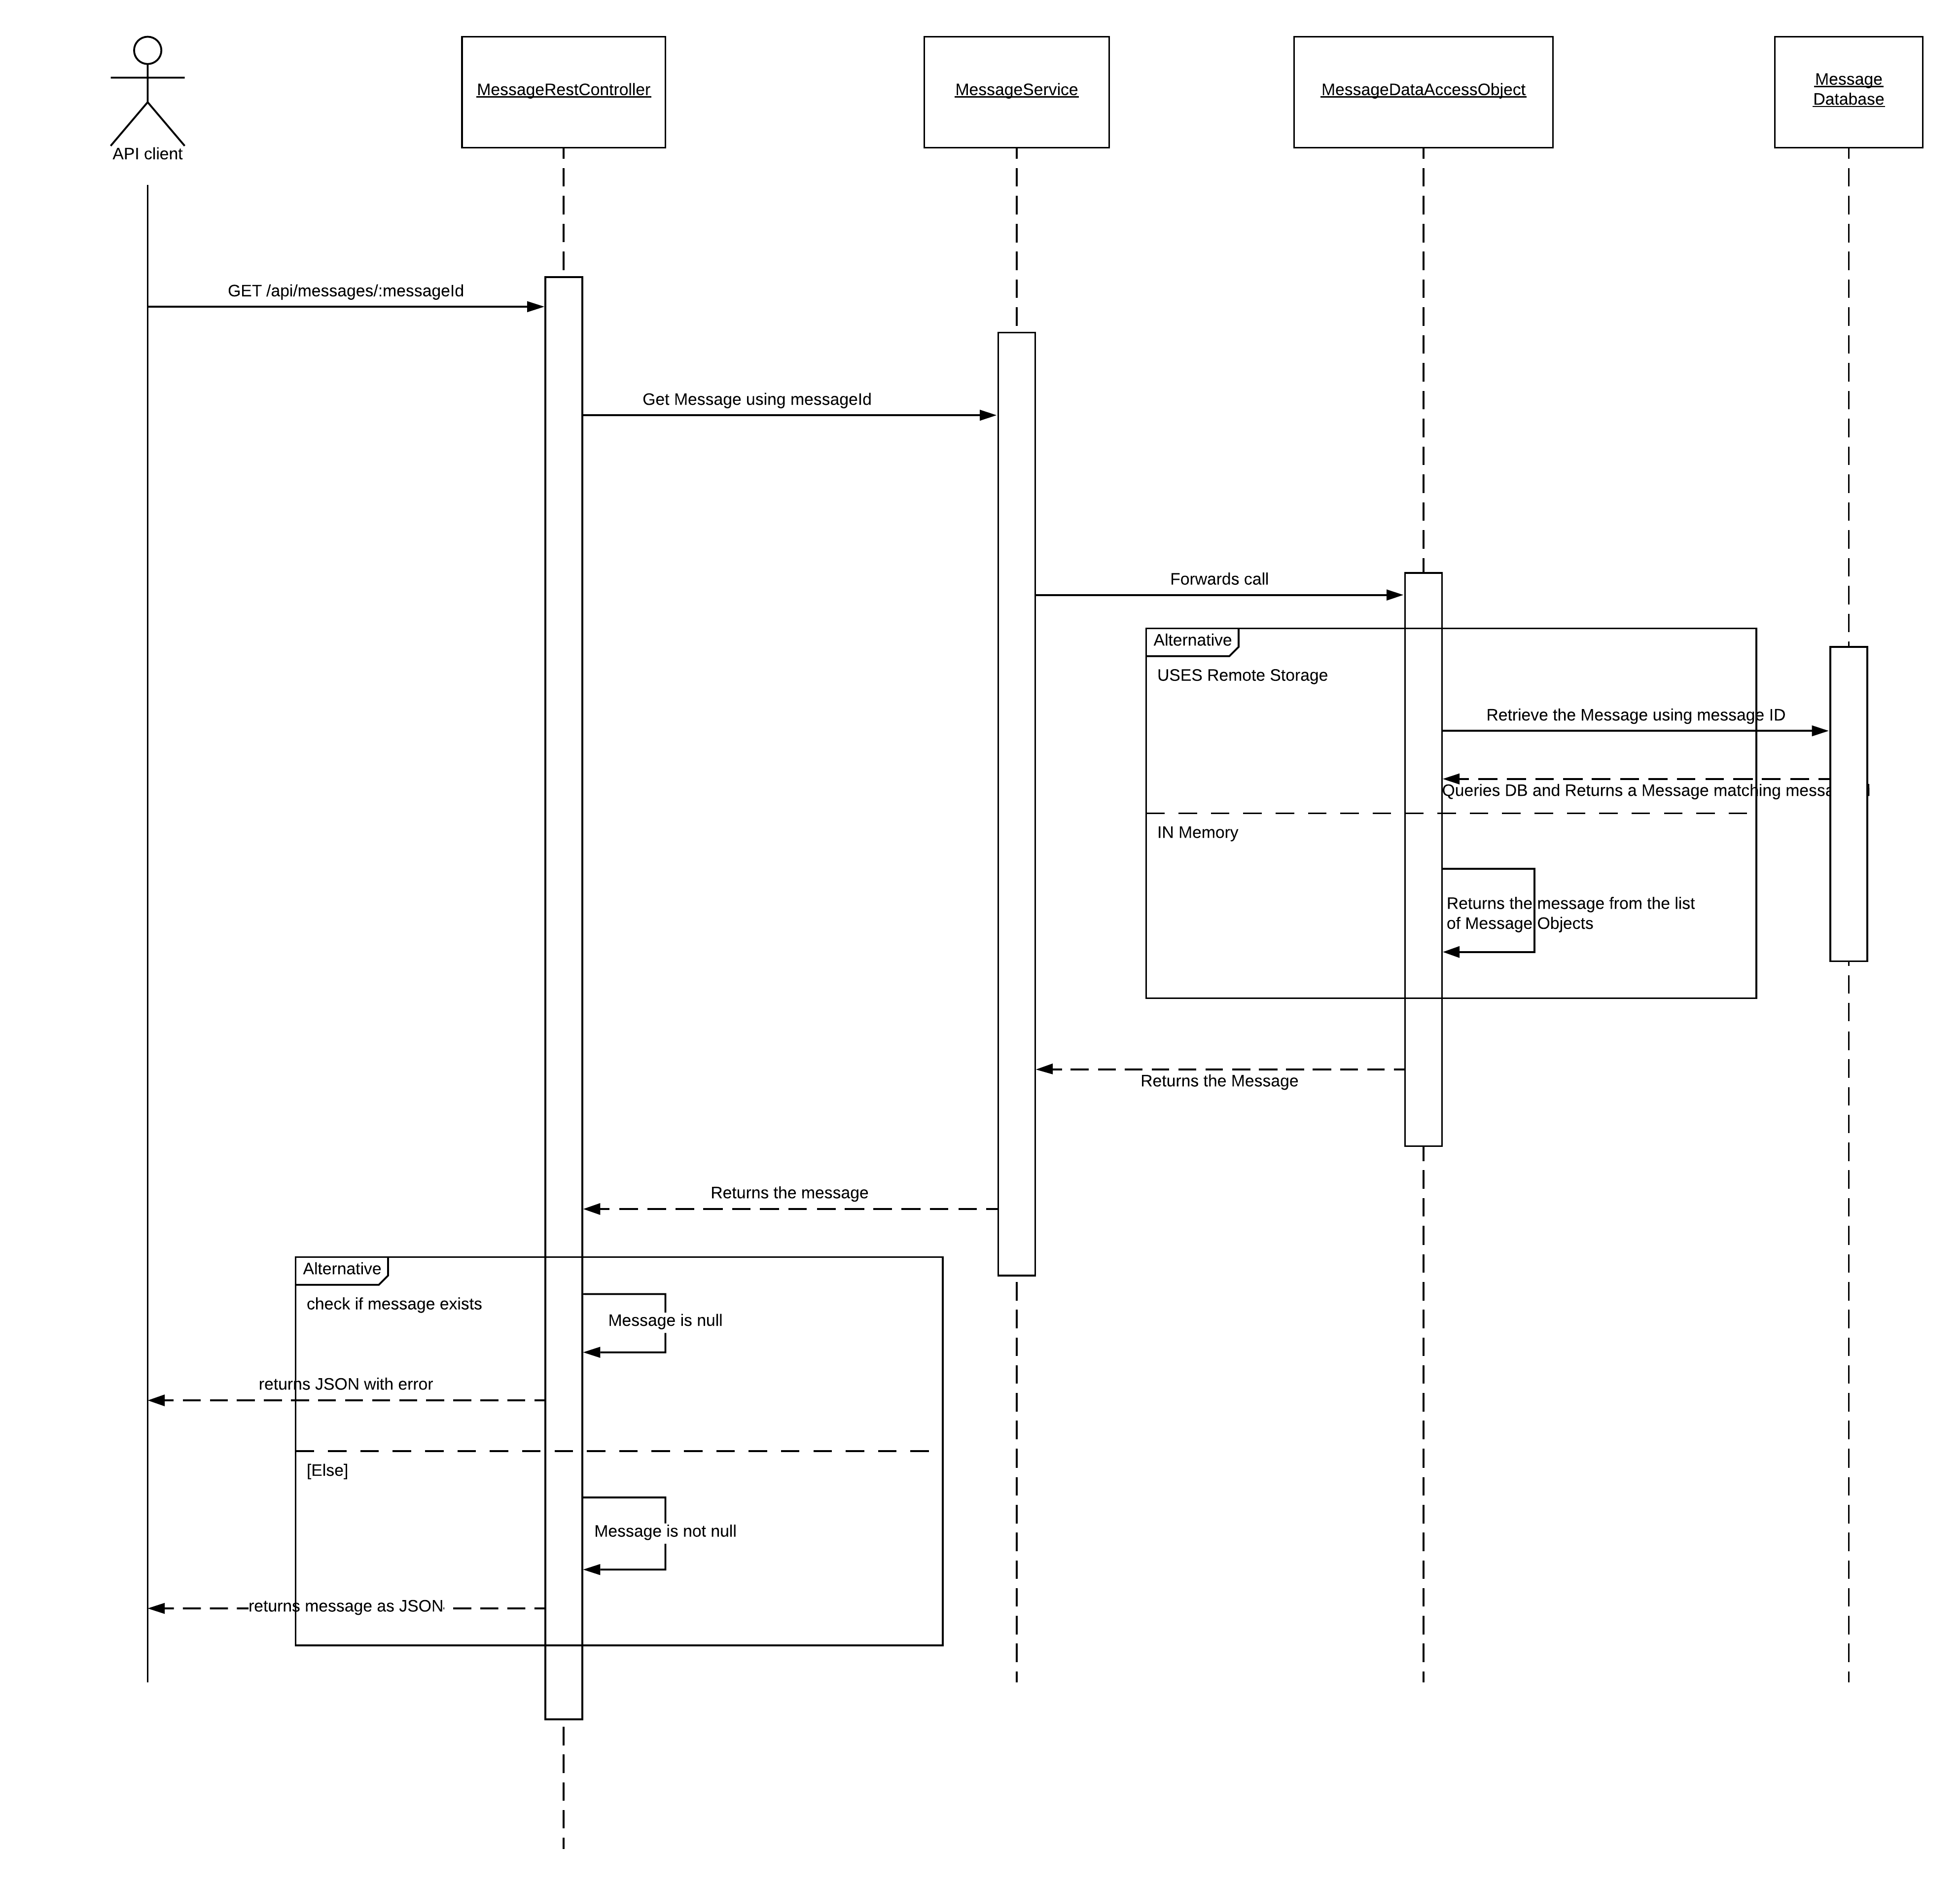 API client
MessageRestController
MessageService
MessageDataAccessObject
Message
Database
GET /api/messages/:messageId
Get Message using messageId
Forwards call
Alternative
USES Remote Storage
Retrieve the Message using message ID
Queries DB and Returns a Message matching
IN Memory
Returns the message from the list
of Message Objects
Returns the Message
Returns the message
Alternative
check if message exists
Message is null
returns JSON with error
[Else]
Message is not null
returns message as JSON